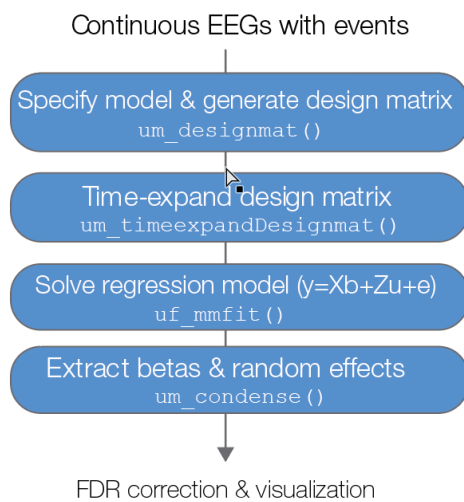 Continuous EEGs with events
Specify model & generate design matrix
um_designmat()
Time-expand design matrix
um_timeexpandDesignmat()
Solve regression model (y=Xb+Zu+e)
uf_mmfit()
Extract betas & random effects
um_condense()
FDR correction & visualization